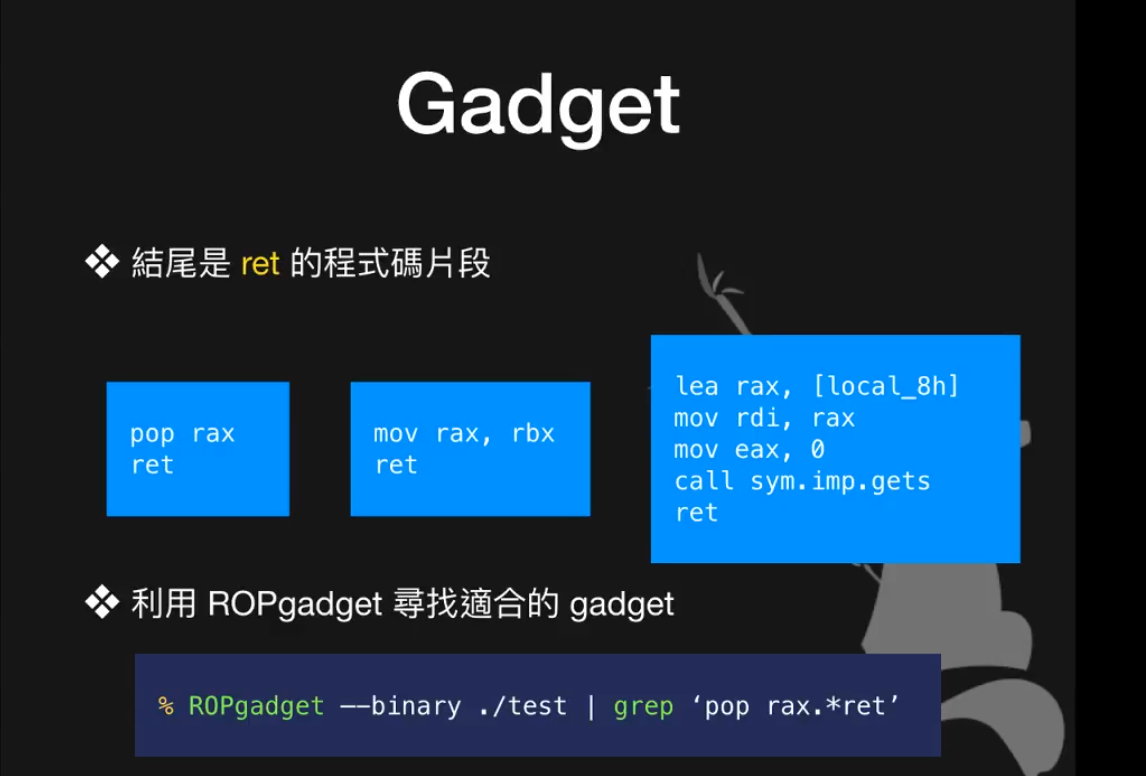 Gadget
❖ 結尾是 ret 的程式碼片段
pop rax
ret
mov rax, rbx
ret
lea rax, [local_8h]
mov rdi, rax
mov eax, 0
call sym.imp.gets
ret
❖ 利用 ROPgadget 尋找適合的 gadget
% ROPgadget —–binary ./test | grep ‘pop rax.*ret’